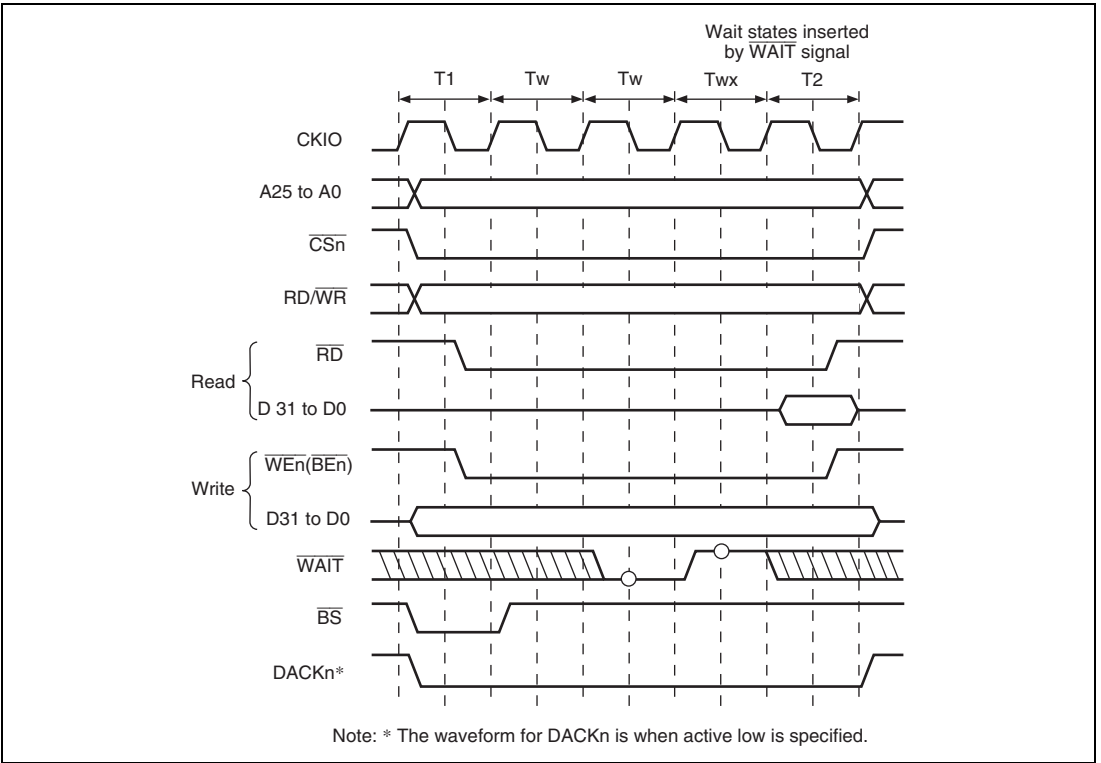 Wait states inserted
by WAIT signal
T1 Tw Tw Twx T2
CKIO
A25 to A0
CSn
RD/WR
RD
Read
D 31 to D0
WEn(BEn)
Write
D31 to D0
WAIT
BS
DACKn*
Note: * The waveform for DACKn is when active low is specified.